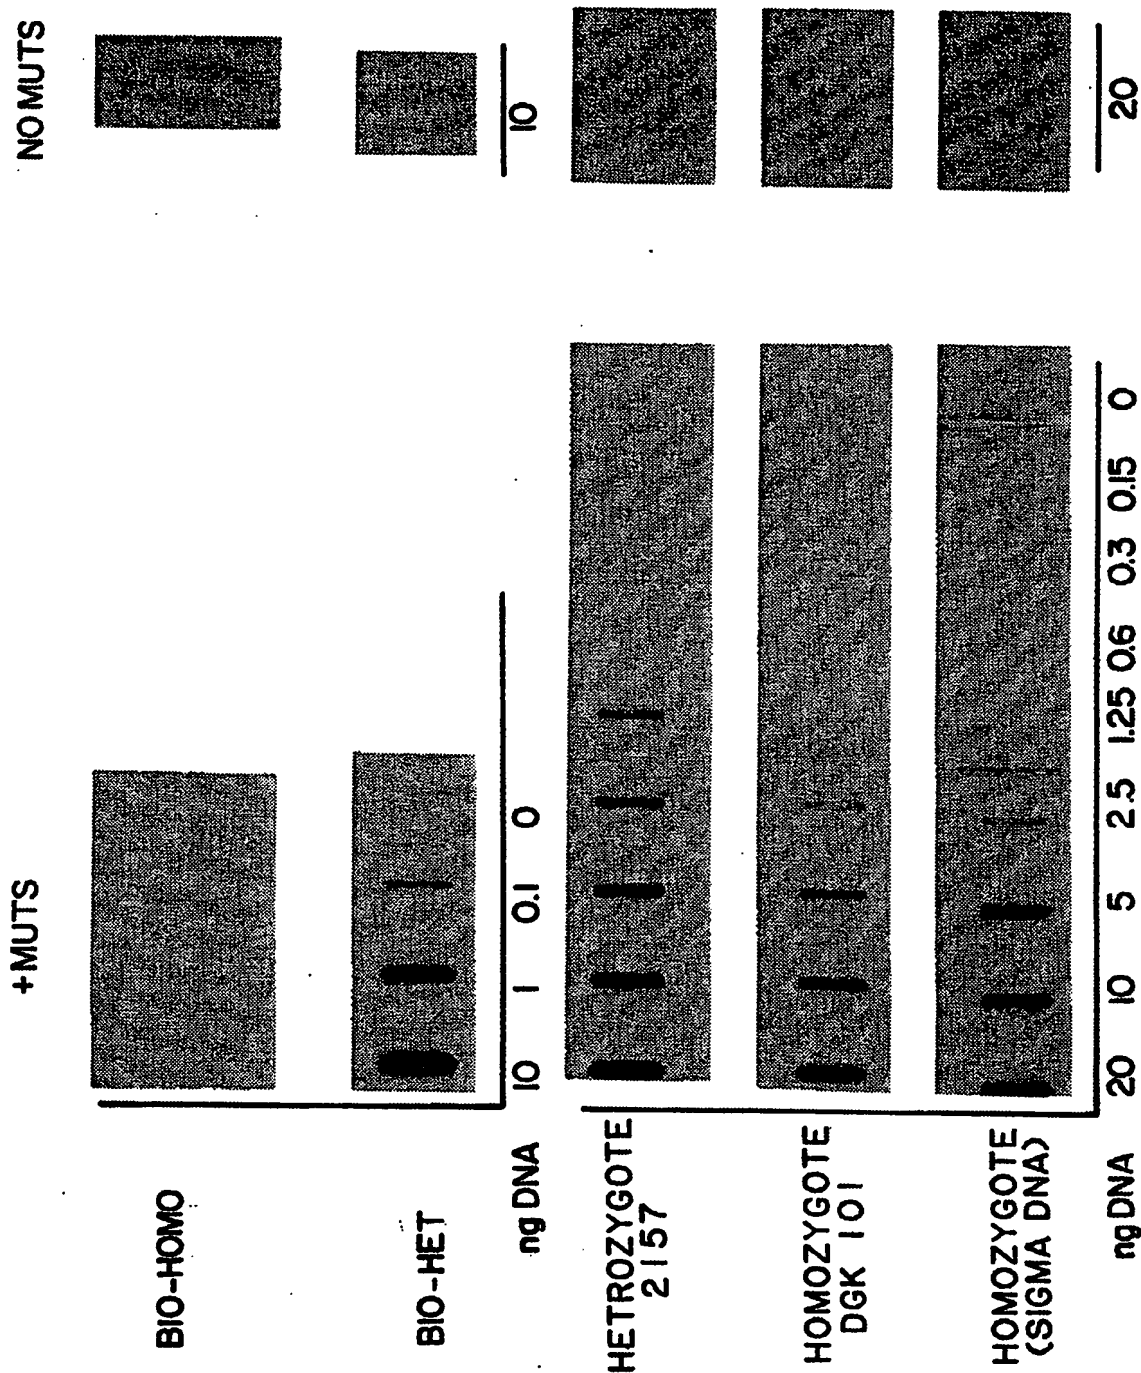 +MUTS
NO MUTS
BIO-HOMO
BIO-HET
ng DNA
10 1 0.1 0
10
HETROZYGOTE
2157
HOMOZYGOTE
DGK 101
HOMOZYGOTE
(SIGMA DNA)
ng DNA
20 10 5 2.5 1.25 0.6 0.3 0.15 0
20